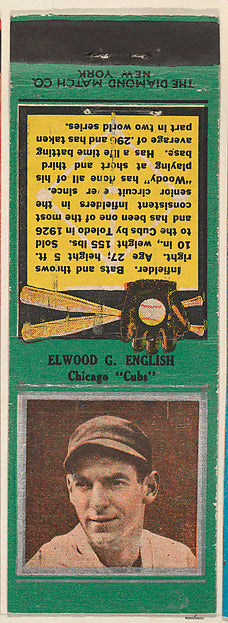 THE DIAMOND MATCH CO.
NEW YORK
Infielder. Bats and throws
right. Age 27; height 5 ft.
10 in., weight 155 lbs. Sold
to the Cubs by Toledo in 1926
and has been one of the most
consistent infielders in the
senior circuit e'er since.
"Woody" has done all of his
playing at short and third
base. Has a life time batting
average of .296 and has taken
part in two world series.
ELWOOD G. ENGLISH
Chicago "Cubs"